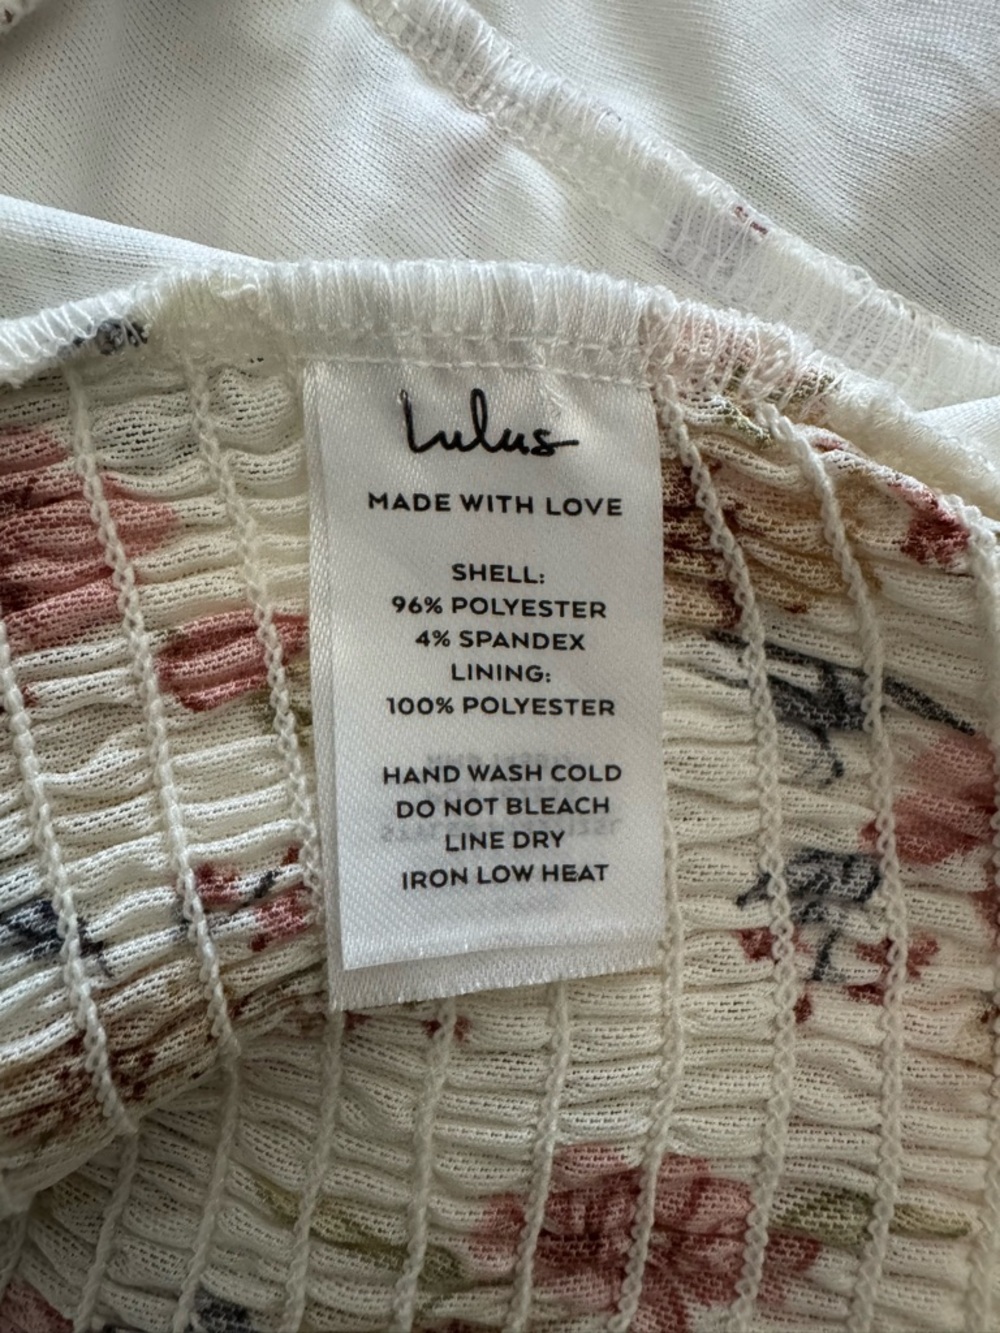 Lulus
MADE WITH LOVE
SHELL:
96% POLYESTER
4% SPANDEX
LINING:
100% POLYESTER
HAND WASH COLD
DO NOT BLEACH
LINE DRY
IRON LOW HEAT